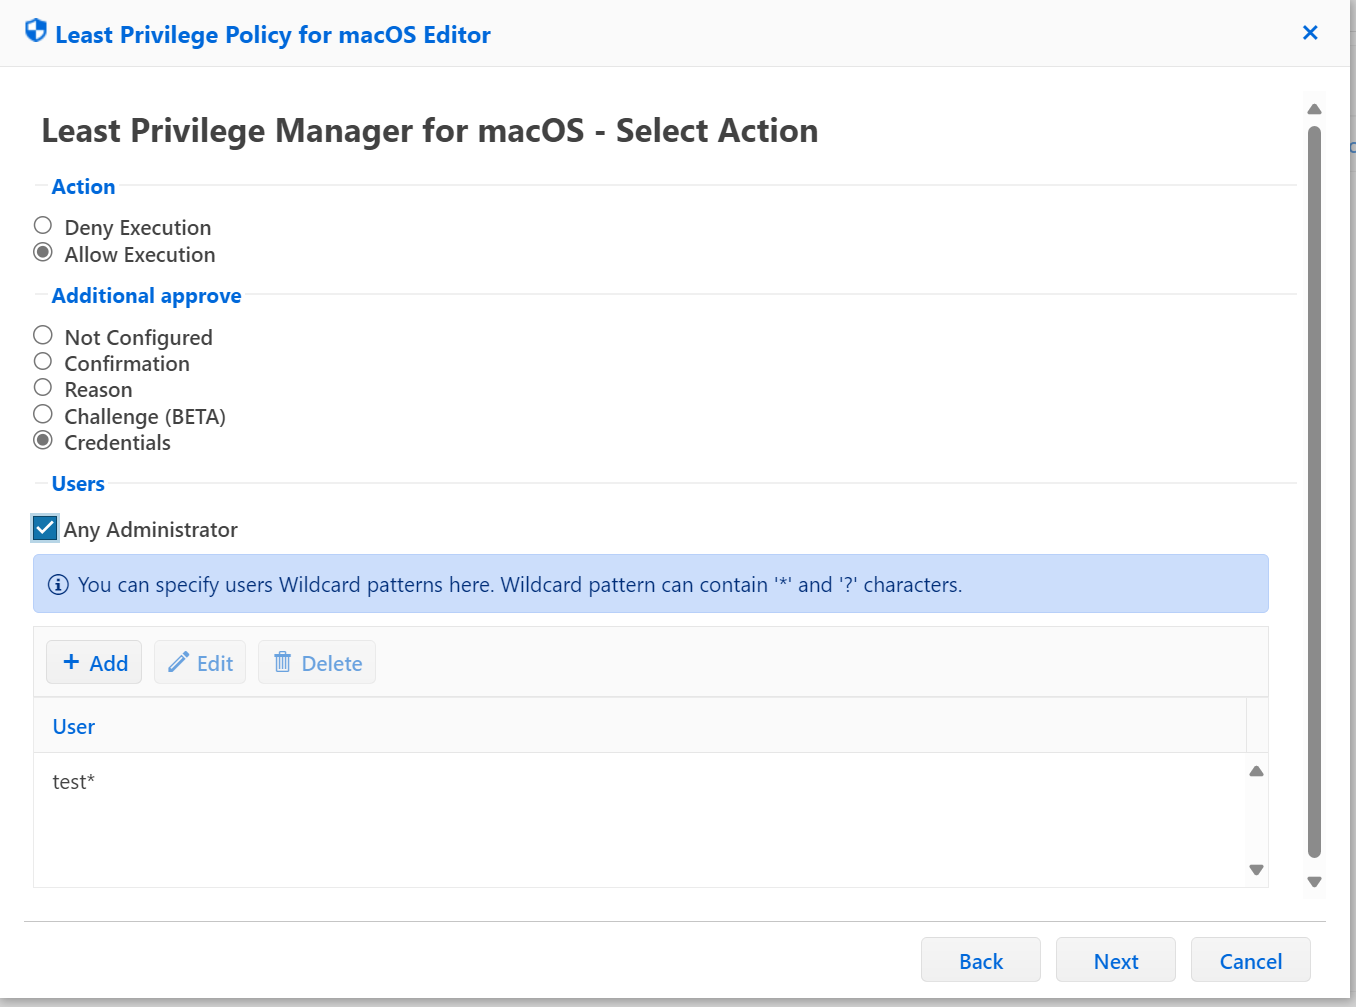 Least Privilege Policy for macOS Editor
Least Privilege Manager for macOS - Select Action
Action
Deny Execution
Allow Execution
Additional approve
Not Configured
Confirmation
Reason
Challenge (BETA)
Credentials
Users
Any Administrator
You can specify users Wildcard patterns here. Wildcard pattern can contain '*' and '?' characters.
Add Edit Delete
User
test*
Back Next Cancel